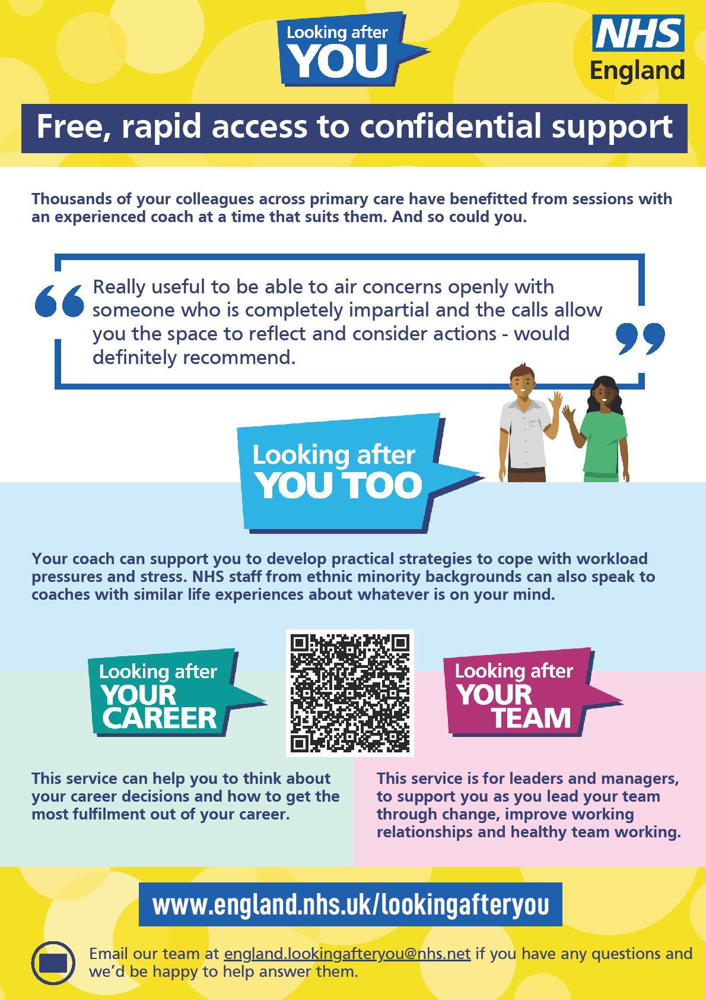 Looking after
YOU
NHS
England
Free, rapid access to confidential support
Thousands of your colleagues across primary care have benefitted from sessions with
an experienced coach at a time that suits them. And so could you.
“ Really useful to be able to air concerns openly with
someone who is completely impartial and the calls allow
you the space to reflect and consider actions - would
definitely recommend. ”
Looking after
YOU TOO
Your coach can support you to develop practical strategies to cope with workload
pressures and stress. NHS staff from ethnic minority backgrounds can also speak to
coaches with similar life experiences about whatever is on your mind.
Looking after
YOUR
CAREER
This service can help you to think about
your career decisions and how to get the
most fulfilment out of your career.
Looking after
YOUR
TEAM
This service is for leaders and managers,
to support you as you lead your team
through change, improve working
relationships and healthy team working.
www.england.nhs.uk/lookingafteryou
Email our team at england.lookingafteryou@nhs.net if you have any questions and
we’d be happy to help answer them.